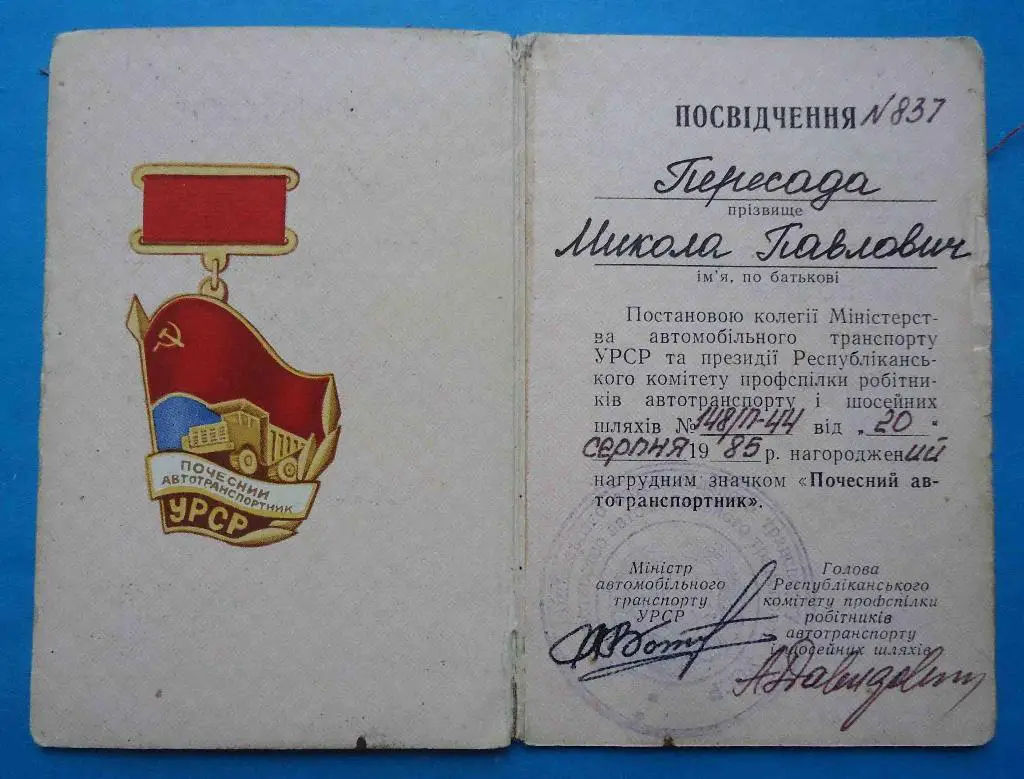 ПОЧЕСНИЙ
АВТОТРАНСПОРТНИК
УРСР
ПОСВІДЧЕННЯ №837
Пересада
прізвище
Микола Павлович
ім'я, по батькові
Постановою колегії Міністерст-
ва автомобільного транспорту
УРСР та президії Республікансь-
кого комітету профспілки робітни-
ків автотранспорту і шосейних
шляхів № 148/П-44 від „20"
серпня 1985 р. нагороджений
нагрудним значком «Почесний ав-
тотранспортник».
Міністр
автомобільного
транспорту
УРСР
Голова
Республіканського
комітету профспілки
робітників
автотранспорту
і шосейних шляхів